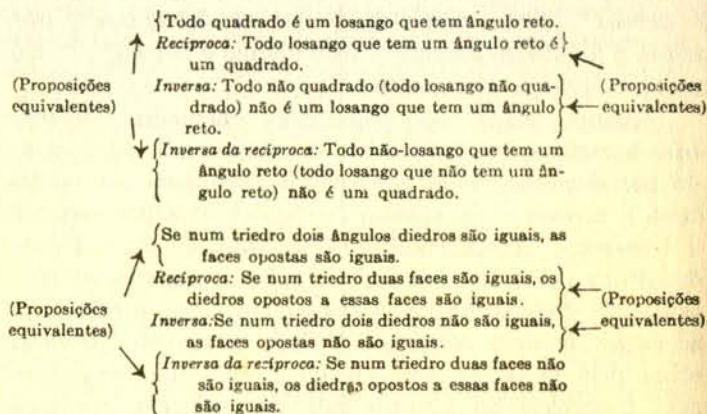 Todo quadrado é um losango que tem ângulo reto.
Recíproca: Todo losango que tem um ângulo reto é
um quadrado.
(Proposições
equivalentes)
Inversa: Todo não quadrado (todo losango não qua-
drado) não é um losango que tem um ângulo
reto.
(Proposições
equivalentes)
Inversa da recíproca: Todo não-losango que tem um
ângulo reto (todo losango que não tem um ân-
gulo reto) não é um quadrado.
Se num triedro dois ângulos diedros são iguais, as
faces opostas são iguais.
Recíproca: Se num triedro duas faces são iguais, os
diedros opostos a essas faces são iguais.
(Proposições
equivalentes)
Inversa:Se num triedro dois diedros não são iguais,
as faces opostas não são iguais.
(Proposições
equivalentes)
Inversa da recíproca: Se num triedro duas faces não
são iguais, os diedros opostos a essas faces não
são iguais.